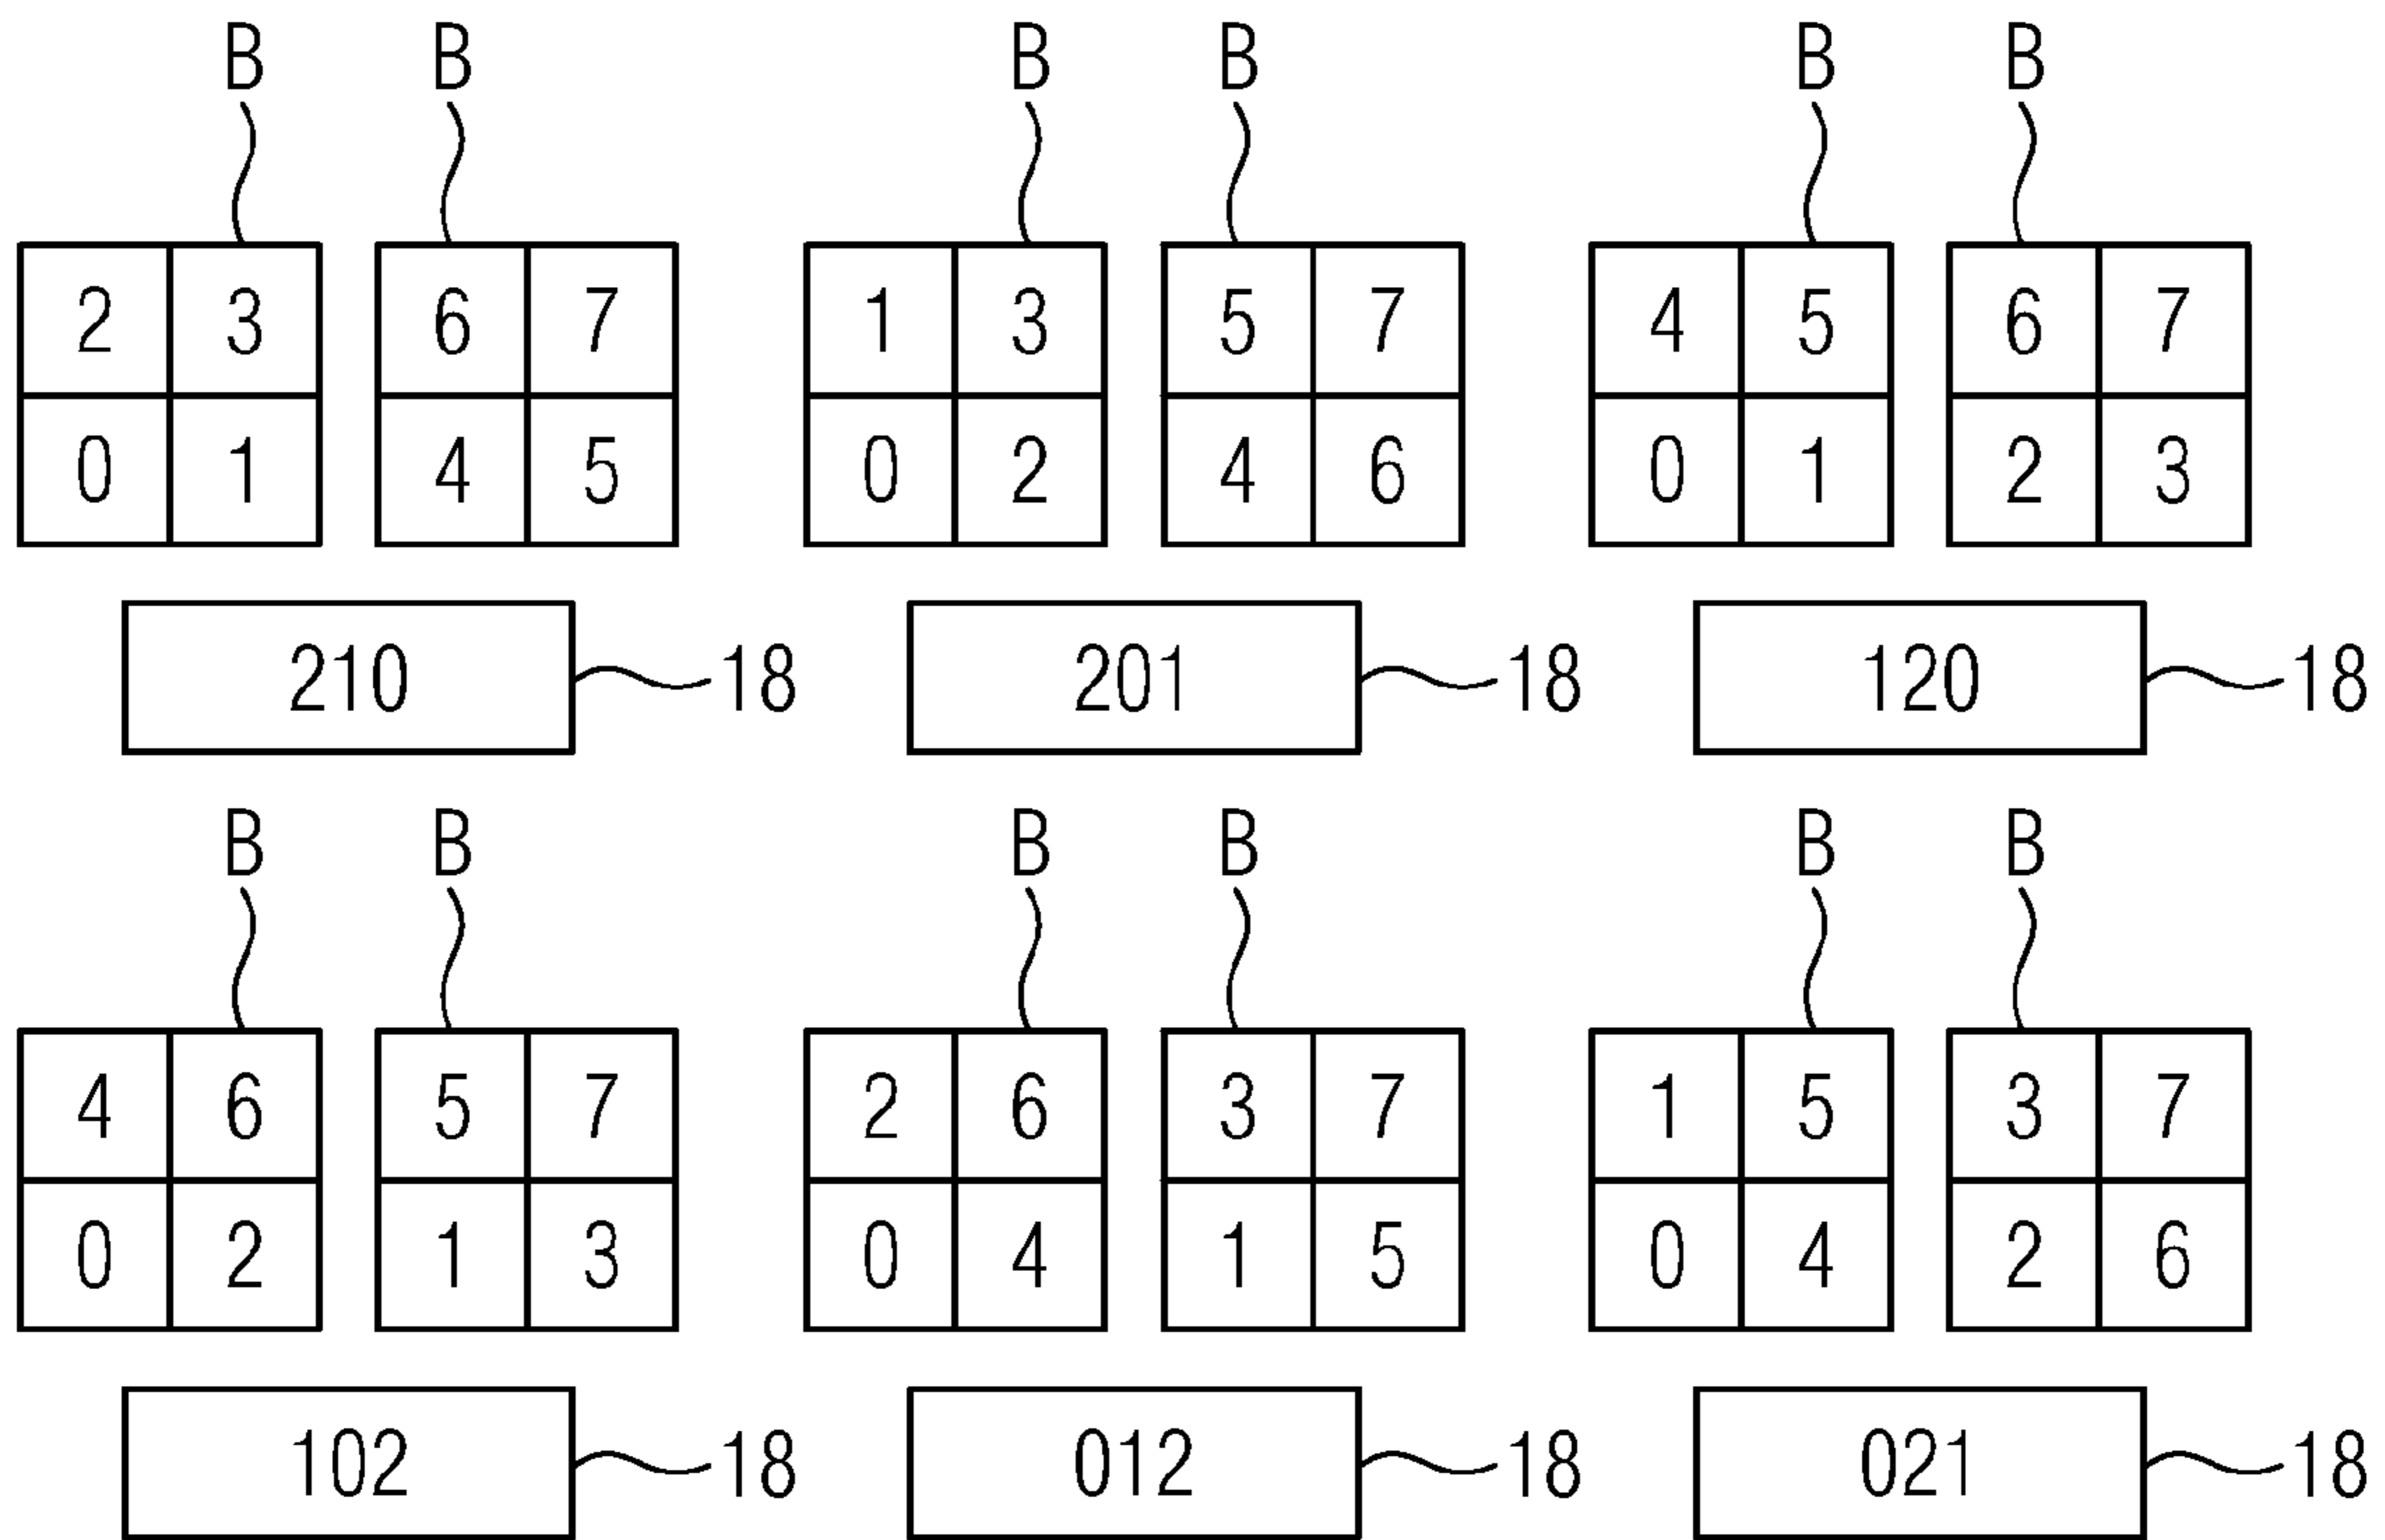 B B B B B B
2 3 6 7 1 3 5 7 4 5 6 7
0 1 4 5 0 2 4 6 0 1 2 3
210 18 201 18 120 18
B B B B B B
4 6 5 7 2 6 3 7 1 5 3 7
0 2 1 3 0 4 1 5 0 4 2 6
102 18 012 18 021 18